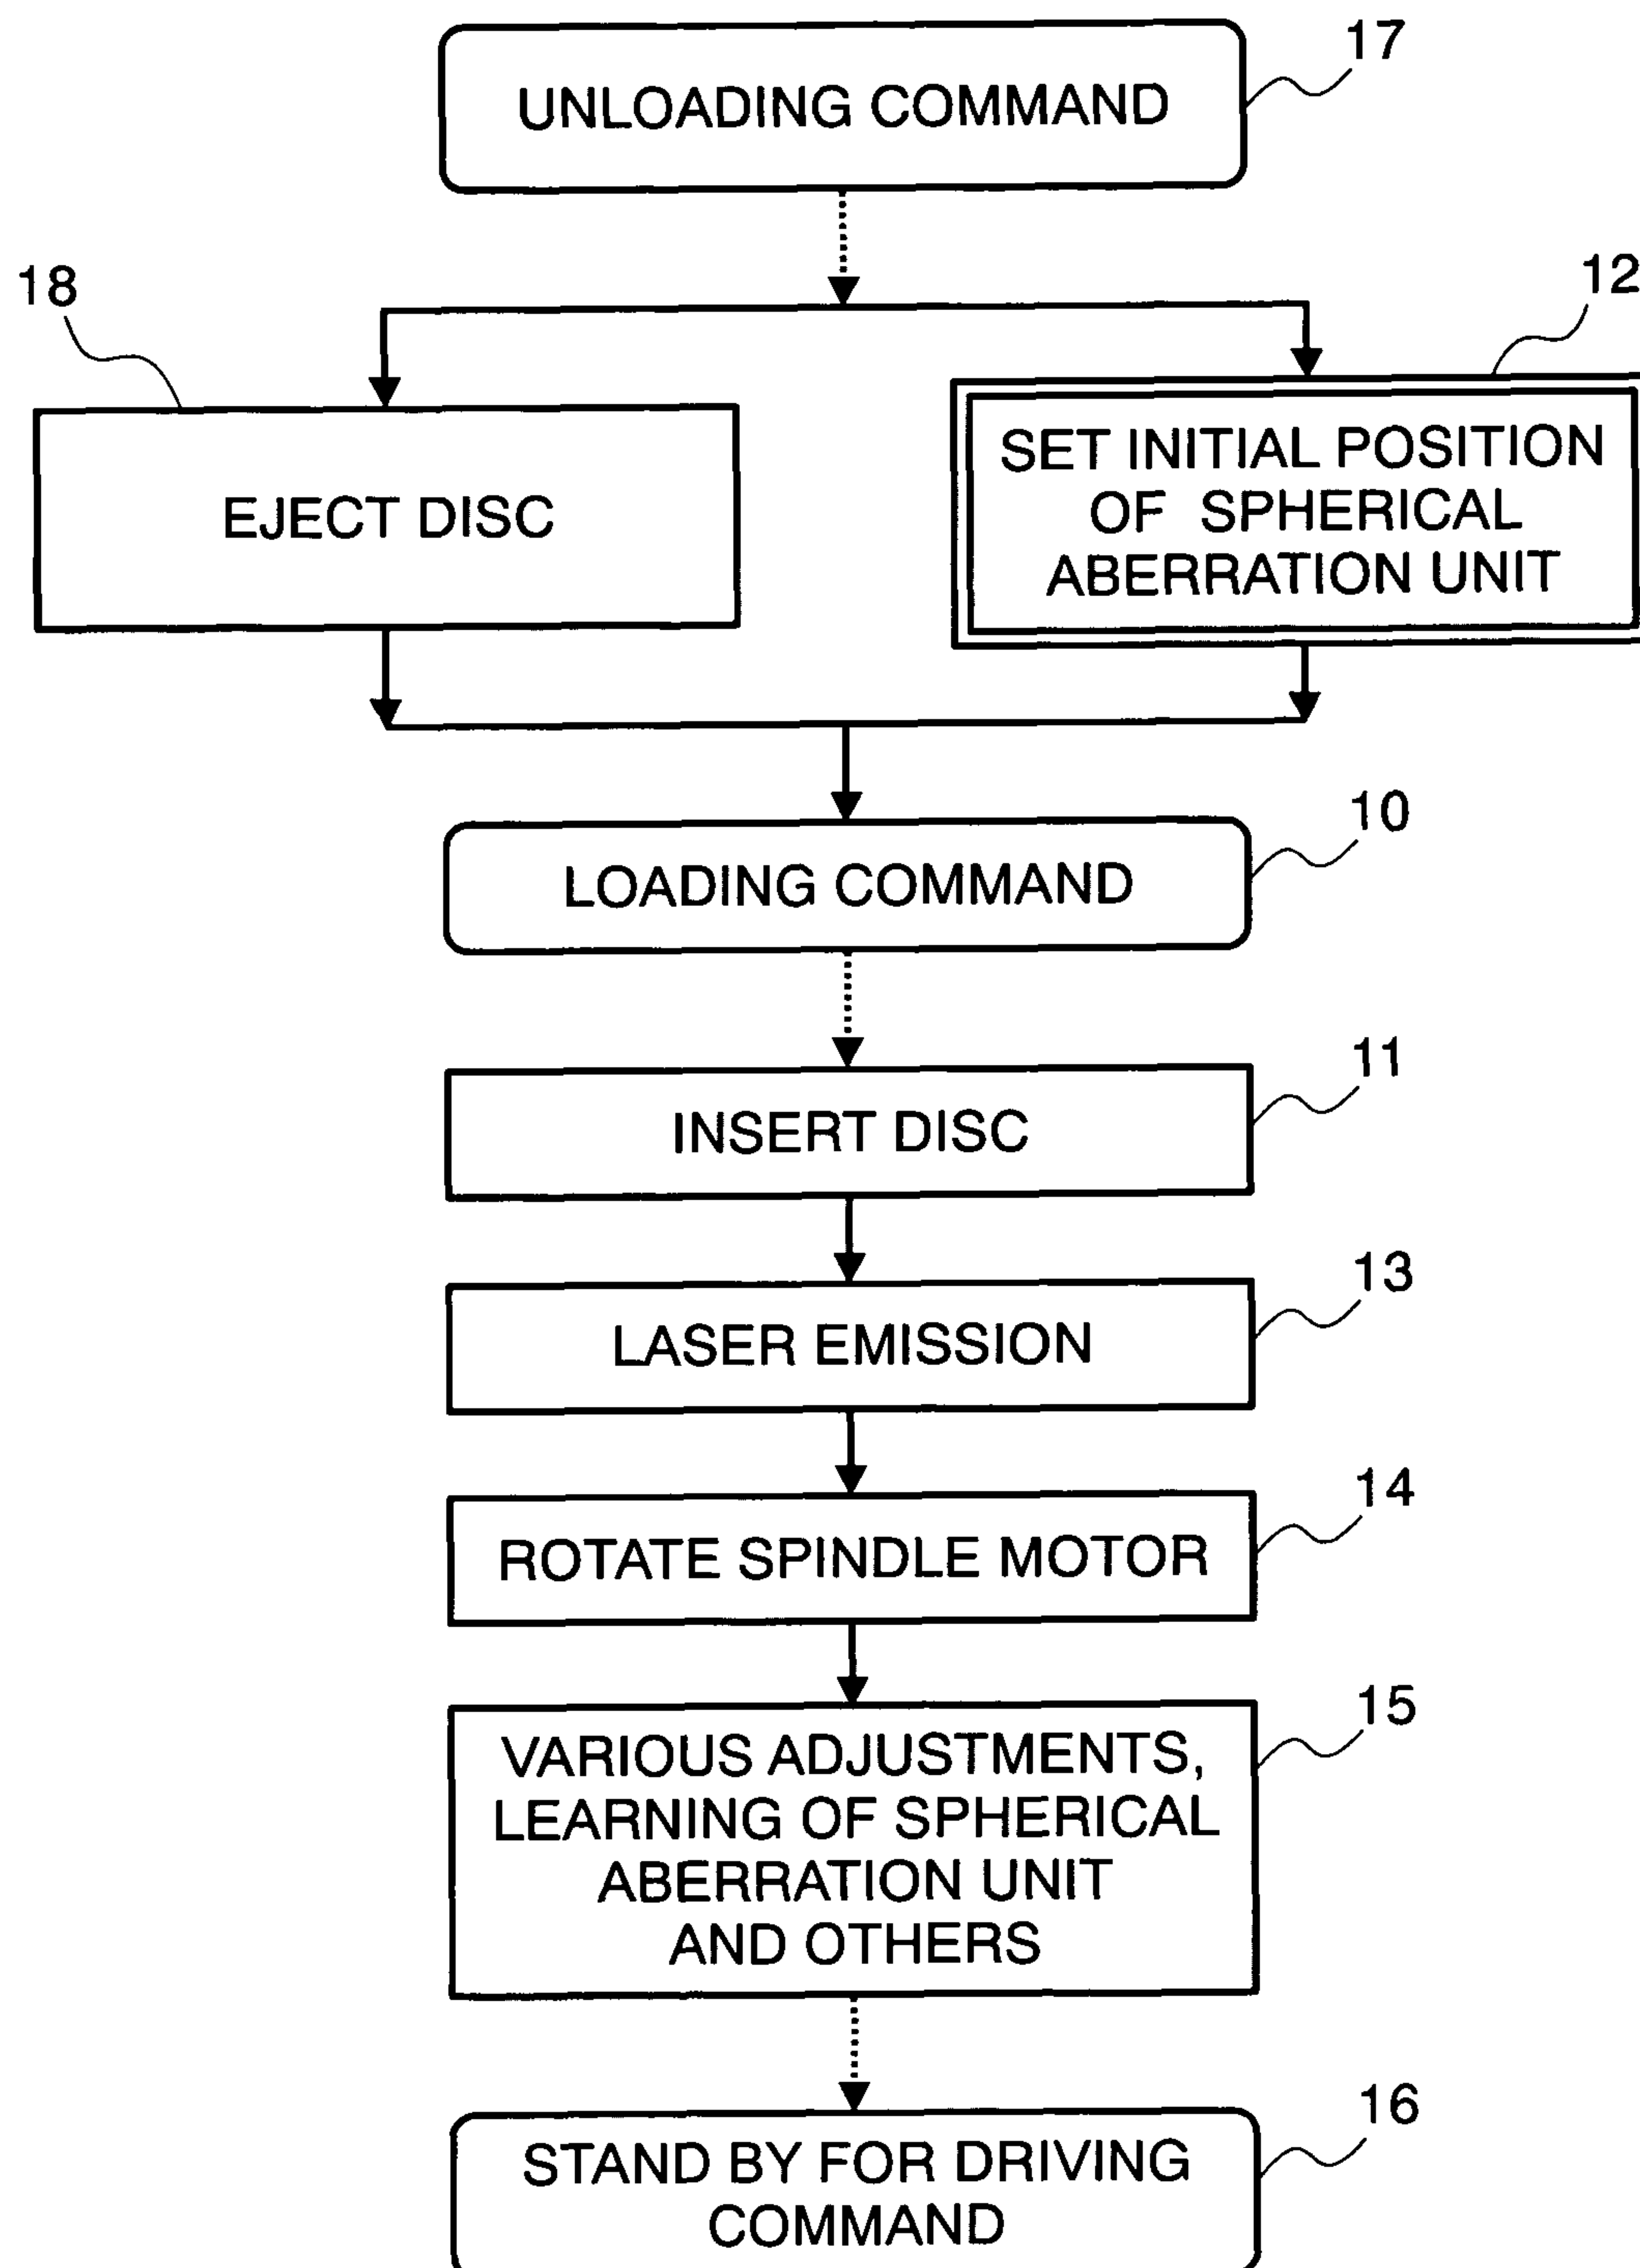 17
UNLOADING COMMAND
18
12
EJECT DISC
SET INITIAL POSITION
OF SPHERICAL
ABERRATION UNIT
10
LOADING COMMAND
11
INSERT DISC
13
LASER EMISSION
14
ROTATE SPINDLE MOTOR
15
VARIOUS ADJUSTMENTS,
LEARNING OF SPHERICAL
ABERRATION UNIT
AND OTHERS
16
STAND BY FOR DRIVING
COMMAND